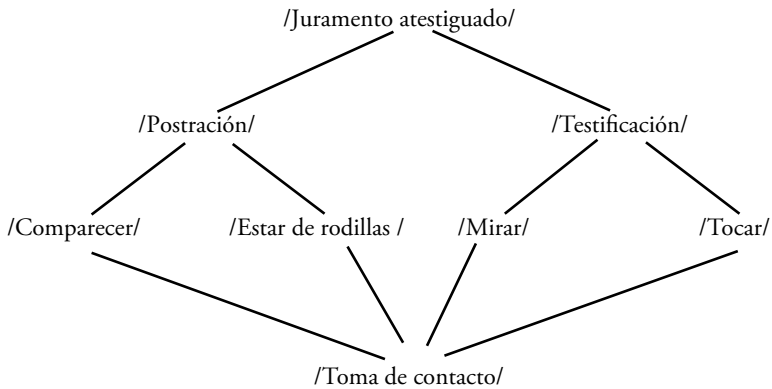 /Juramento atestiguado/
/Postración/ /Testificación/
/Comparecer/ /Estar de rodillas / /Mirar/ /Tocar/
/Toma de contacto/